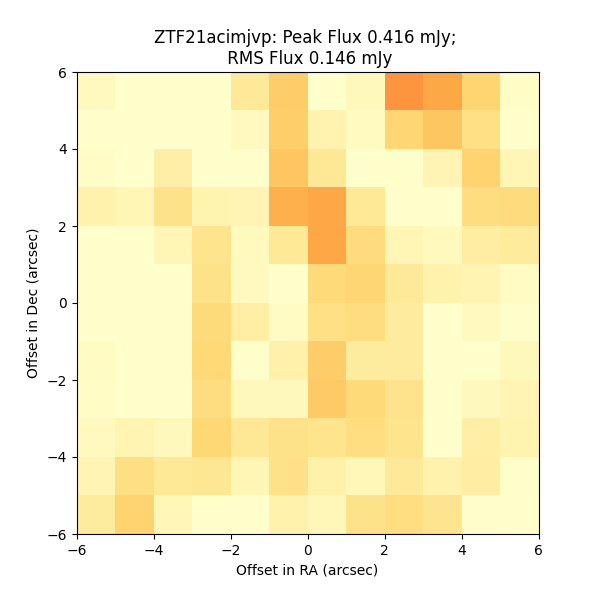 ZTF21acimjvp: Peak Flux 0.416 mJy;
RMS Flux 0.146 mJy
6
4
2
0
−2
−4
−6
Offset in Dec (arcsec)
−6 −4 −2 0 2 4 6
Offset in RA (arcsec)